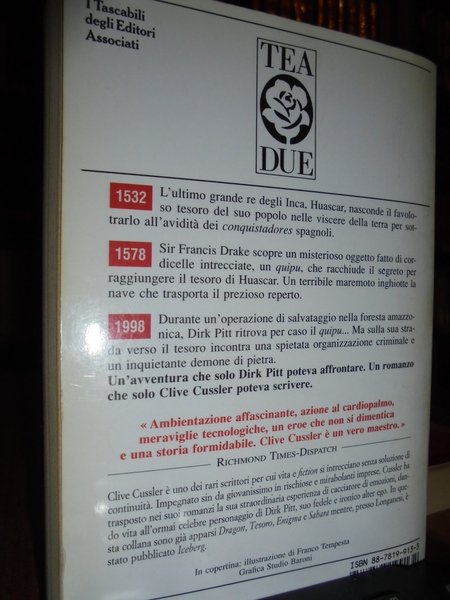 I Tascabili
degli Editori
Associati
TEA
DUE
1532 L'ultimo grande re degli Inca, Huascar, nasconde il favolo-
so tesoro del suo popolo nelle viscere della terra per sot-
trarlo all'avidità dei conquistadores spagnoli.
1578 Sir Francis Drake scopre un misterioso oggetto fatto di cor-
dicelle intrecciate, un quipu, che racchiude il segreto per
raggiungere il tesoro di Huascar. Un terribile maremoto inghiotte la
nave che trasporta il prezioso reperto.
1998 Durante un'operazione di salvataggio nella foresta amazzo-
nica, Dirk Pitt ritrova per caso il quipu... Ma sulla sua stra-
da verso il tesoro incontra una spietata organizzazione criminale e
un inquietante demone di pietra.
Un'avventura che solo Dirk Pitt poteva affrontare. Un romanzo
che solo Clive Cussler poteva scrivere.
« Ambientazione affascinante, azione al cardiopalmo,
meraviglie tecnologiche, un eroe che non si dimentica
e una storia formidabile. Clive Cussler è un vero maestro. »
RICHMOND TIMES-DISPATCH
Clive Cussler è uno dei rari scrittori per cui vita e fiction si intrecciano senza soluzione di
continuità. Impegnato sin da giovanissimo in rischiose e mirabolanti imprese, Cussler ha
trasposto nei suoi romanzi la sua straordinaria esperienza di cacciatore di emozioni, dan-
do vita all'ormai celebre personaggio di Dirk Pitt, suo fedele e ironico alter ego. In que-
sta collana sono già apparsi Dragon, Tesoro, Enigma e Sahara mentre, presso Longanesi, è
stato pubblicato Iceberg.
In copertina: illustrazione di Franco Tempesta
Grafica Studio Baroni
ISBN 88-7819-913-3